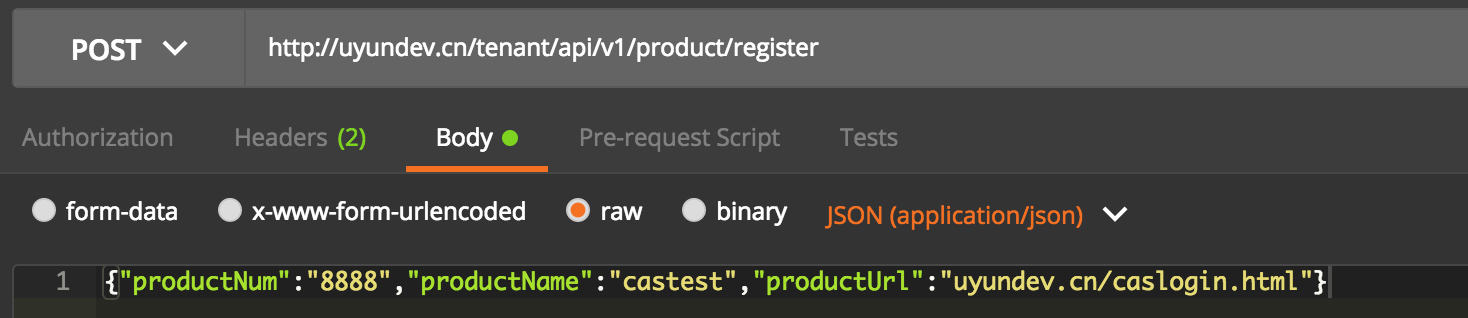 POST http://uyundev.cn/tenant/api/v1/product/register
Authorization Headers (2) Body Pre-request Script Tests
form-data x-www-form-urlencoded raw binary JSON (application/json)
1 {"productNum":"8888","productName":"castest","productUrl":"uyundev.cn/caslogin.html"}